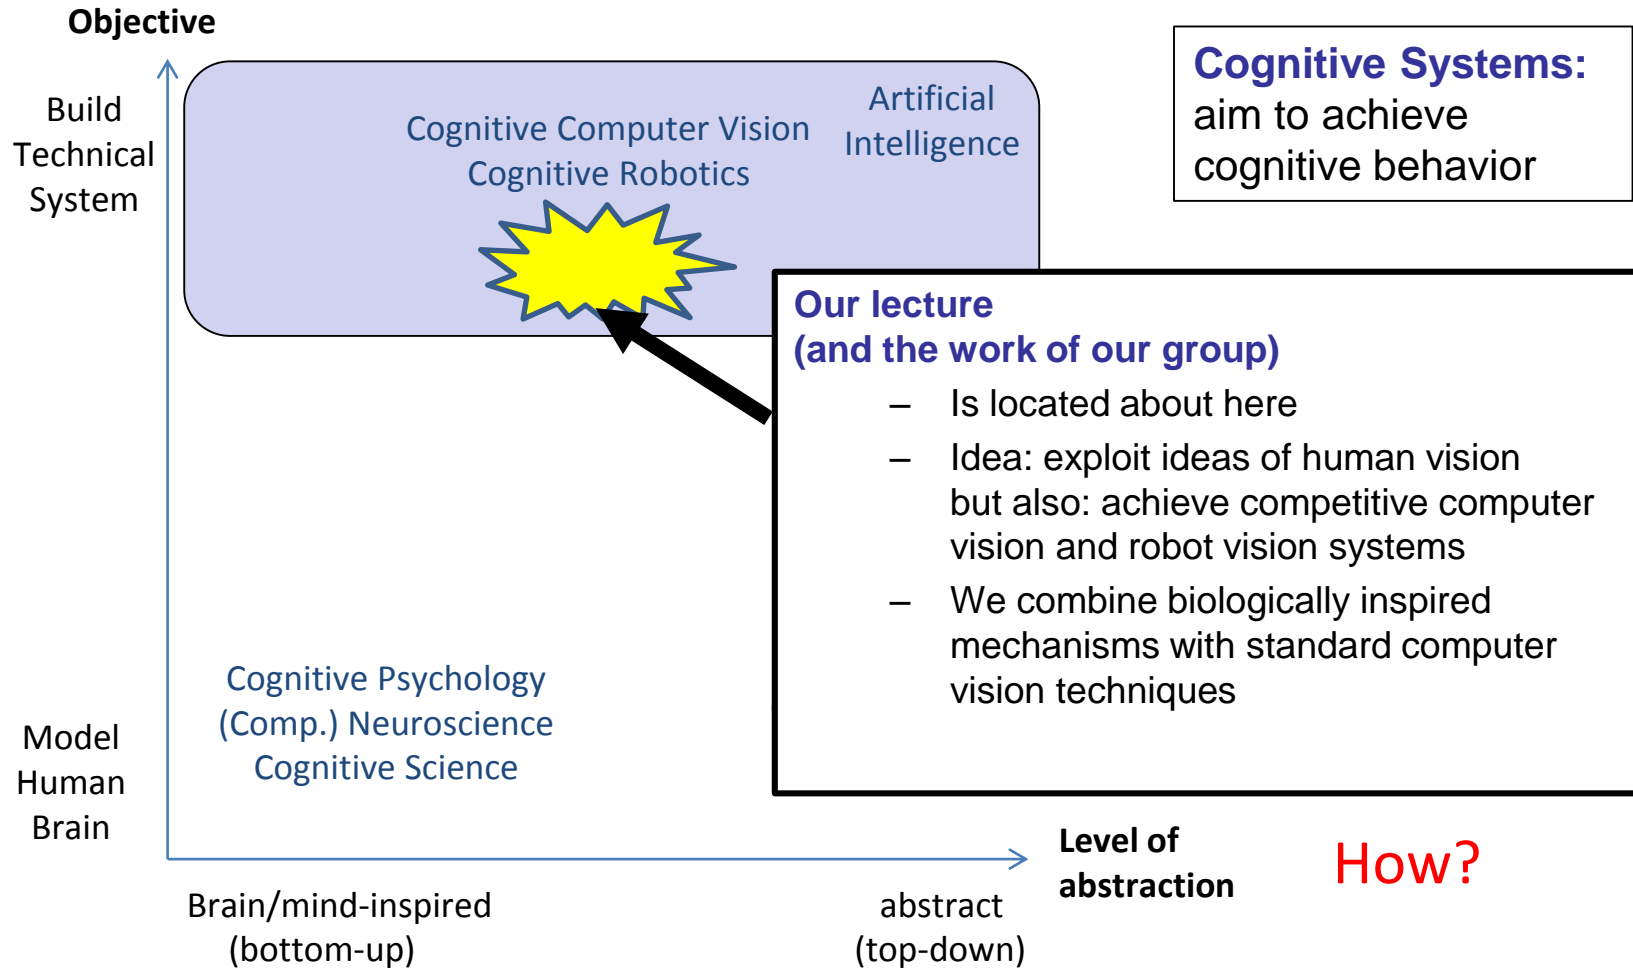 Objective
Build
Technical
System
Cognitive Computer Vision
Cognitive Robotics
Artificial
Intelligence
Cognitive Systems:
aim to achieve
cognitive behavior
Our lecture
(and the work of our group)
– Is located about here
– Idea: exploit ideas of human vision
but also: achieve competitive computer
vision and robot vision systems
– We combine biologically inspired
mechanisms with standard computer
vision techniques
Cognitive Psychology
(Comp.) Neuroscience
Cognitive Science
Model
Human
Brain
Level of
abstraction
How?
Brain/mind-inspired
(bottom-up)
abstract
(top-down)